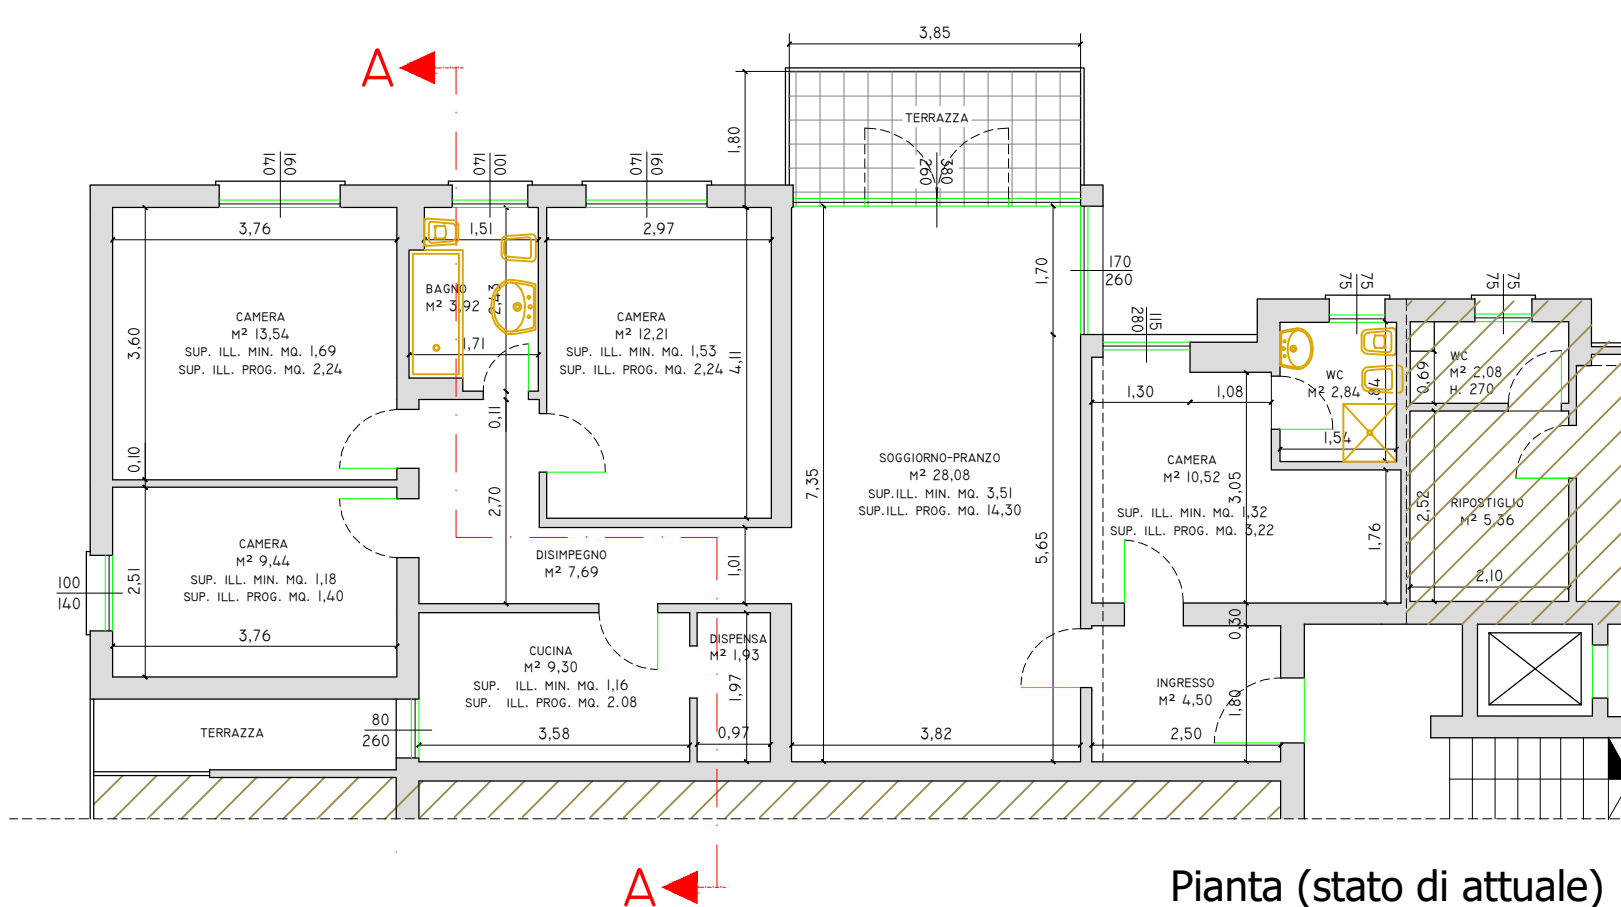 3,85
A
TERRAZZA
1,80
160
140
100
140
160
140
380
260
3,76
1,51
2,97
1,70
170
260
75
75
75
75
BAGNO
M² 3,92
2,43
CAMERA
M² 13,54
SUP. ILL. MIN. MQ. 1,69
SUP. ILL. PROG. MQ. 2,24
3,60
1,71
CAMERA
M² 12,21
SUP. ILL. MIN. MQ. 1,53
SUP. ILL. PROG. MQ. 2,24
4,11
115
280
WC
M² 2,84
WC
M² 2,08
H. 270
0,69
1,30
1,08
1,54
0,11
0,10
SOGGIORNO-PRANZO
M² 28,08
SUP.ILL. MIN. MQ. 3,51
SUP.ILL. PROG. MQ. 14,30
7,35
CAMERA
M² 10,52
SUP. ILL. MIN. MQ. 1,32
SUP. ILL. PROG. MQ. 3,22
3,05
RIPOSTIGLIO
M² 5,36
2,52
2,70
1,76
5,65
CAMERA
M² 9,44
SUP. ILL. MIN. MQ. 1,18
SUP. ILL. PROG. MQ. 1,40
2,51
DISIMPEGNO
M² 7,69
1,01
100
140
2,10
3,76
0,30
CUCINA
M² 9,30
SUP. ILL. MIN. MQ. 1,16
SUP. ILL. PROG. MQ. 2.08
DISPENSA
M² 1,93
1,97
INGRESSO
M² 4,50
1,80
TERRAZZA
80
260
3,58
0,97
3,82
2,50
A
Pianta (stato di attuale)